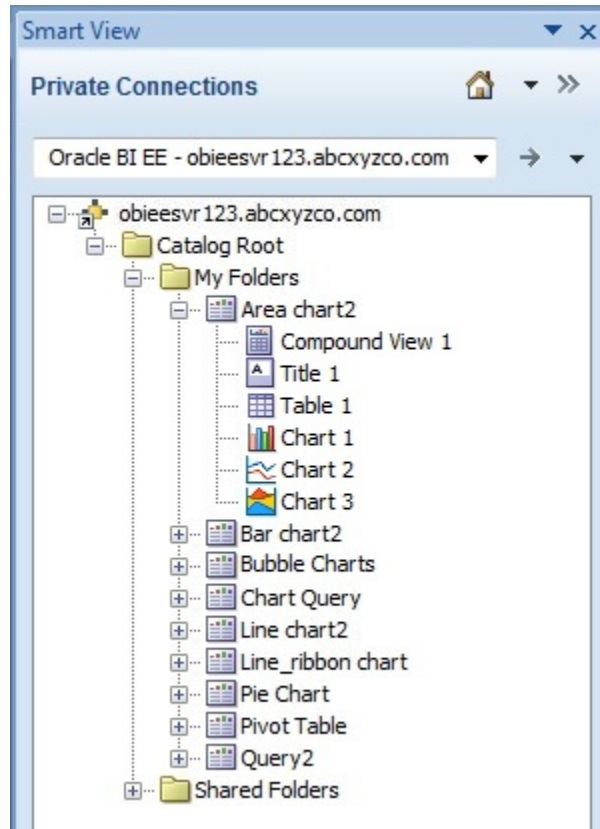 Smart View
Private Connections
Oracle BI EE - obieesvr123.abcxyzco.com
obieesvr123.abcxyzco.com
Catalog Root
My Folders
Area chart2
Compound View 1
Title 1
Table 1
Chart 1
Chart 2
Chart 3
Bar chart2
Bubble Charts
Chart Query
Line chart2
Line_ribbon chart
Pie Chart
Pivot Table
Query2
Shared Folders